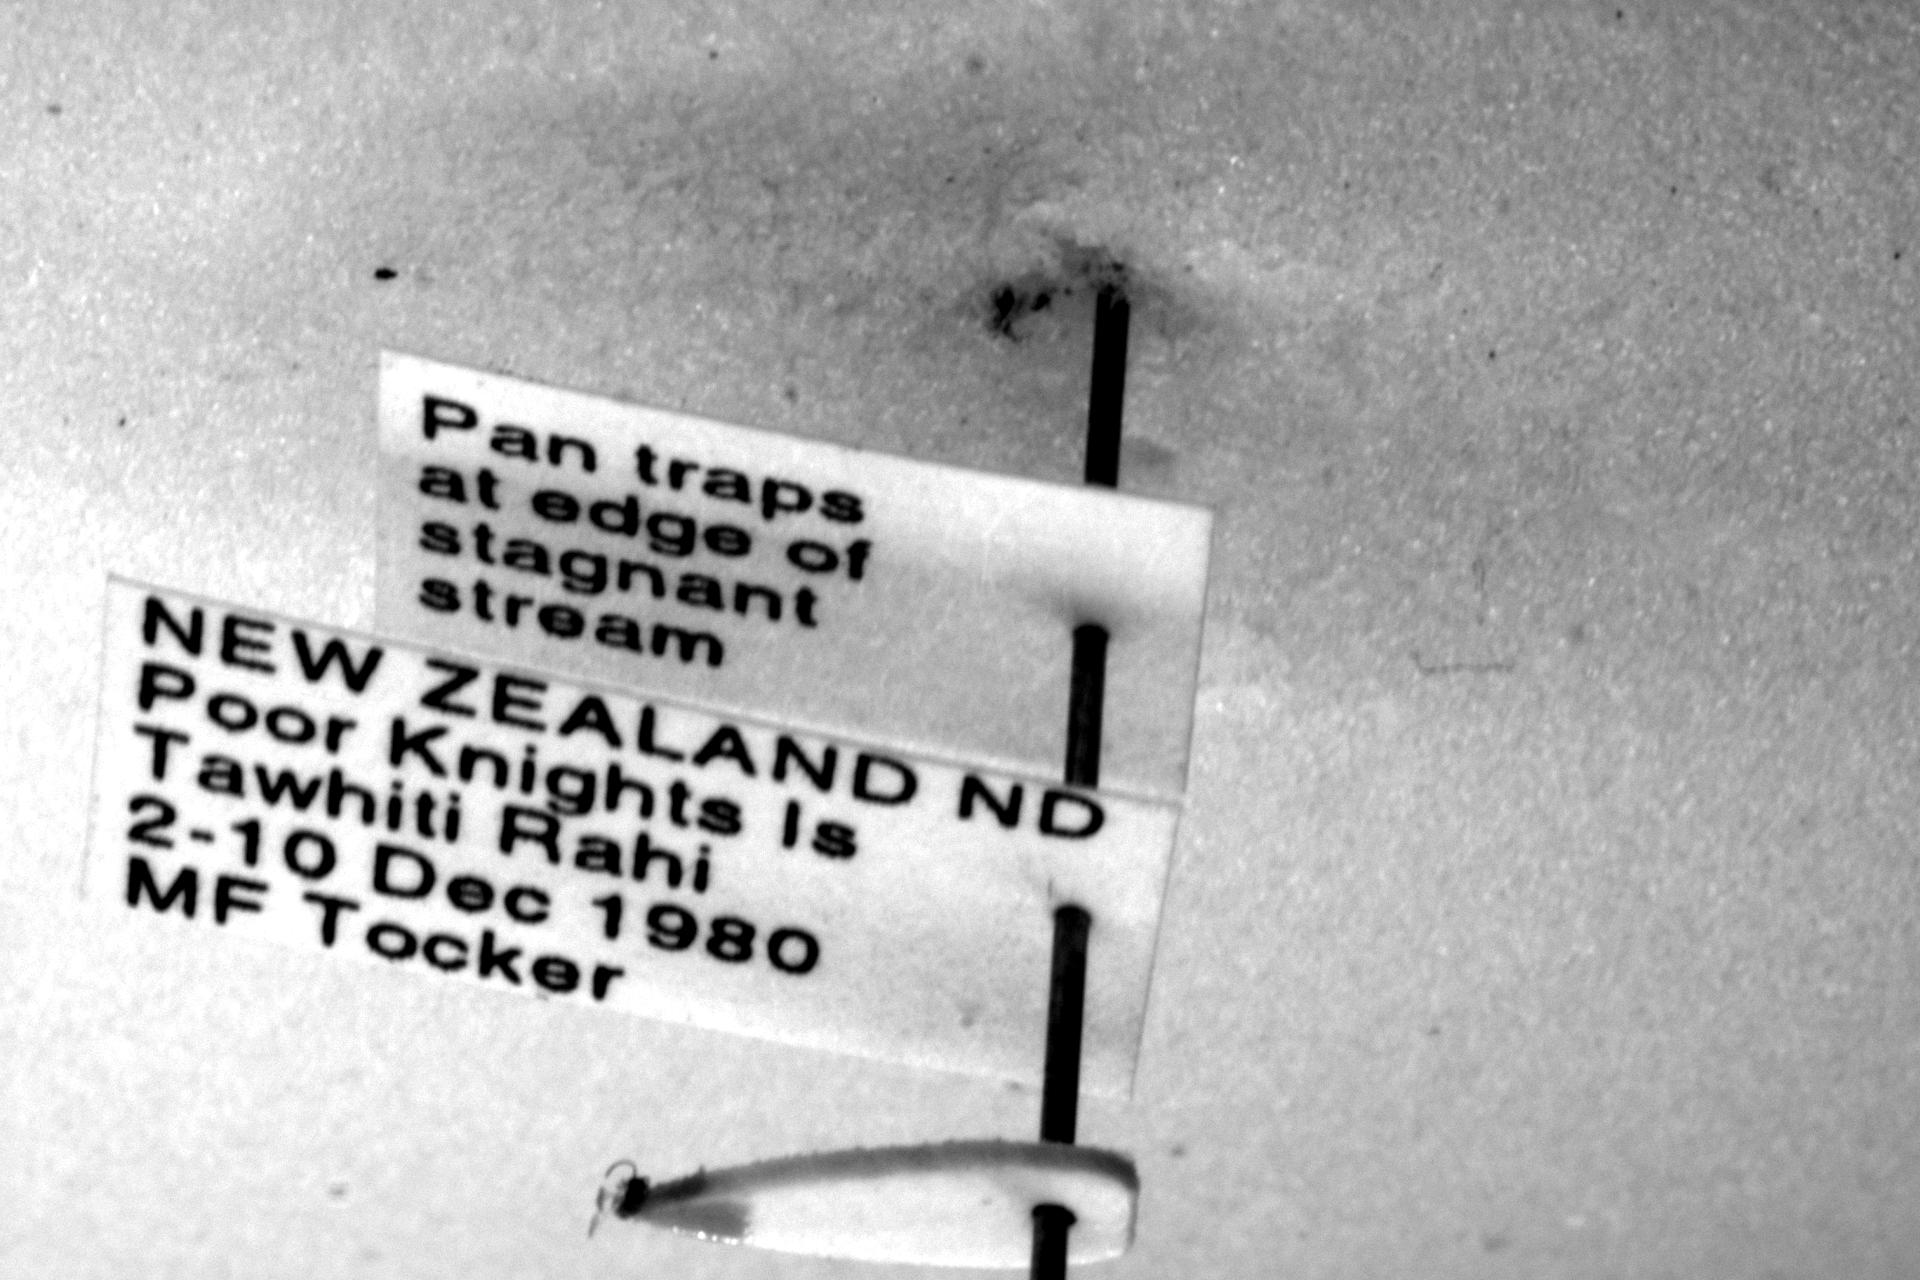 Pan traps
at edge of
stagnant
stream
NEW ZEALAND ND
Poor Knights Is
Tawhiti Rahi
2-10 Dec 1980
MF Tocker